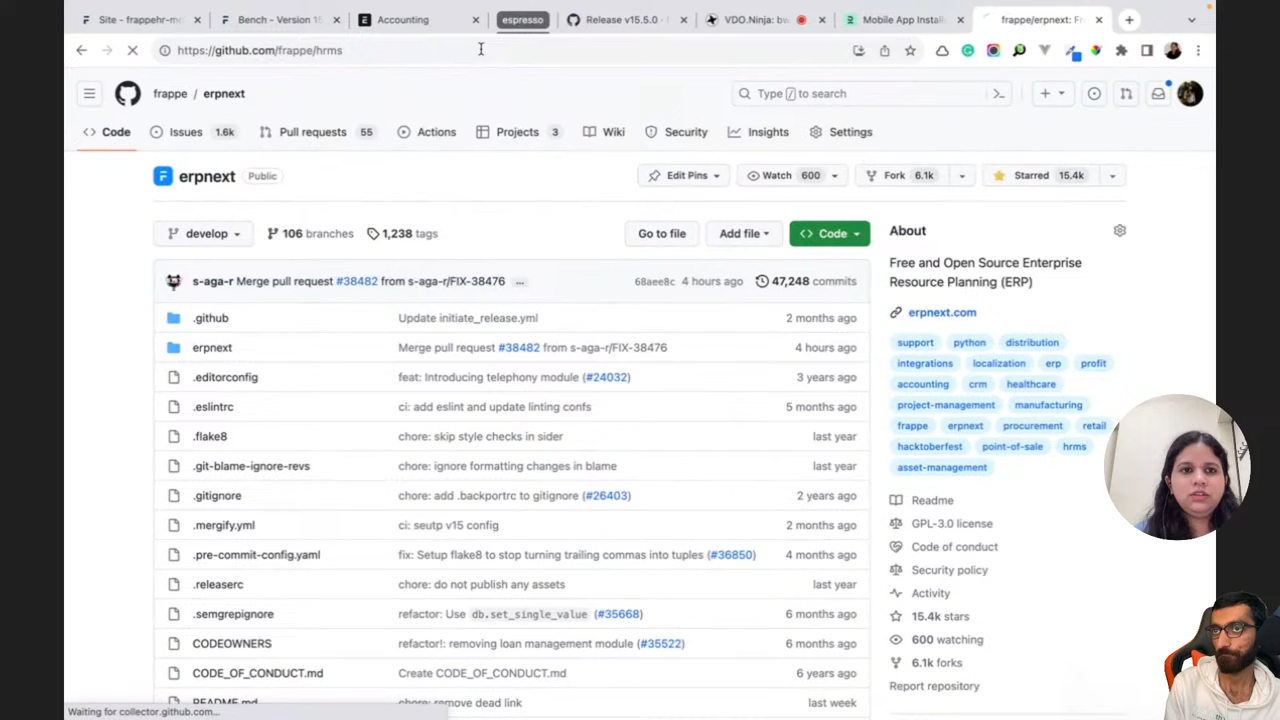 Site - frappehr-md
Bench - Version 15
Accounting
espresso
Release v15.5.0 ·
VDO.Ninja: bw
Mobile App Install
frappe/erpnext: Fr
https://github.com/frappe/hrms
frappe / erpnext
Type / to search
Code
Issues 1.6k
Pull requests 55
Actions
Projects 3
Wiki
Security
Insights
Settings
erpnext Public
Edit Pins
Watch 600
Fork 6.1k
Starred 15.4k
develop
106 branches
1,238 tags
Go to file
Add file
Code
s-aga-r Merge pull request #38482 from s-aga-r/FIX-38476 ... 68aee8c 4 hours ago 47,248 commits
.github Update initiate_release.yml 2 months ago
erpnext Merge pull request #38482 from s-aga-r/FIX-38476 4 hours ago
.editorconfig feat: Introducing telephony module (#24032) 3 years ago
.eslintrc ci: add eslint and update linting confs 5 months ago
.flake8 chore: skip style checks in sider last year
.git-blame-ignore-revs chore: ignore formatting changes in blame last year
.gitignore chore: add .backportrc to gitignore (#26403) 2 years ago
.mergify.yml ci: seutp v15 config 2 months ago
.pre-commit-config.yaml fix: Setup flake8 to stop turning trailing commas into tuples (#36850) 4 months ago
.releaserc chore: do not publish any assets last year
.semgrepignore refactor: Use db.set_single_value (#35668) 6 months ago
CODEOWNERS refactor!: removing loan management module (#35522) 6 months ago
CODE_OF_CONDUCT.md Create CODE_OF_CONDUCT.md 6 years ago
README.md chore: remove dead link last week
About
Free and Open Source Enterprise
Resource Planning (ERP)
erpnext.com
support python distribution
integrations localization erp profit
accounting crm healthcare
project-management manufacturing
frappe erpnext procurement retail
hacktoberfest point-of-sale hrms
asset-management
Readme
GPL-3.0 license
Code of conduct
Security policy
Activity
15.4k stars
600 watching
6.1k forks
Report repository
Waiting for collector.github.com...